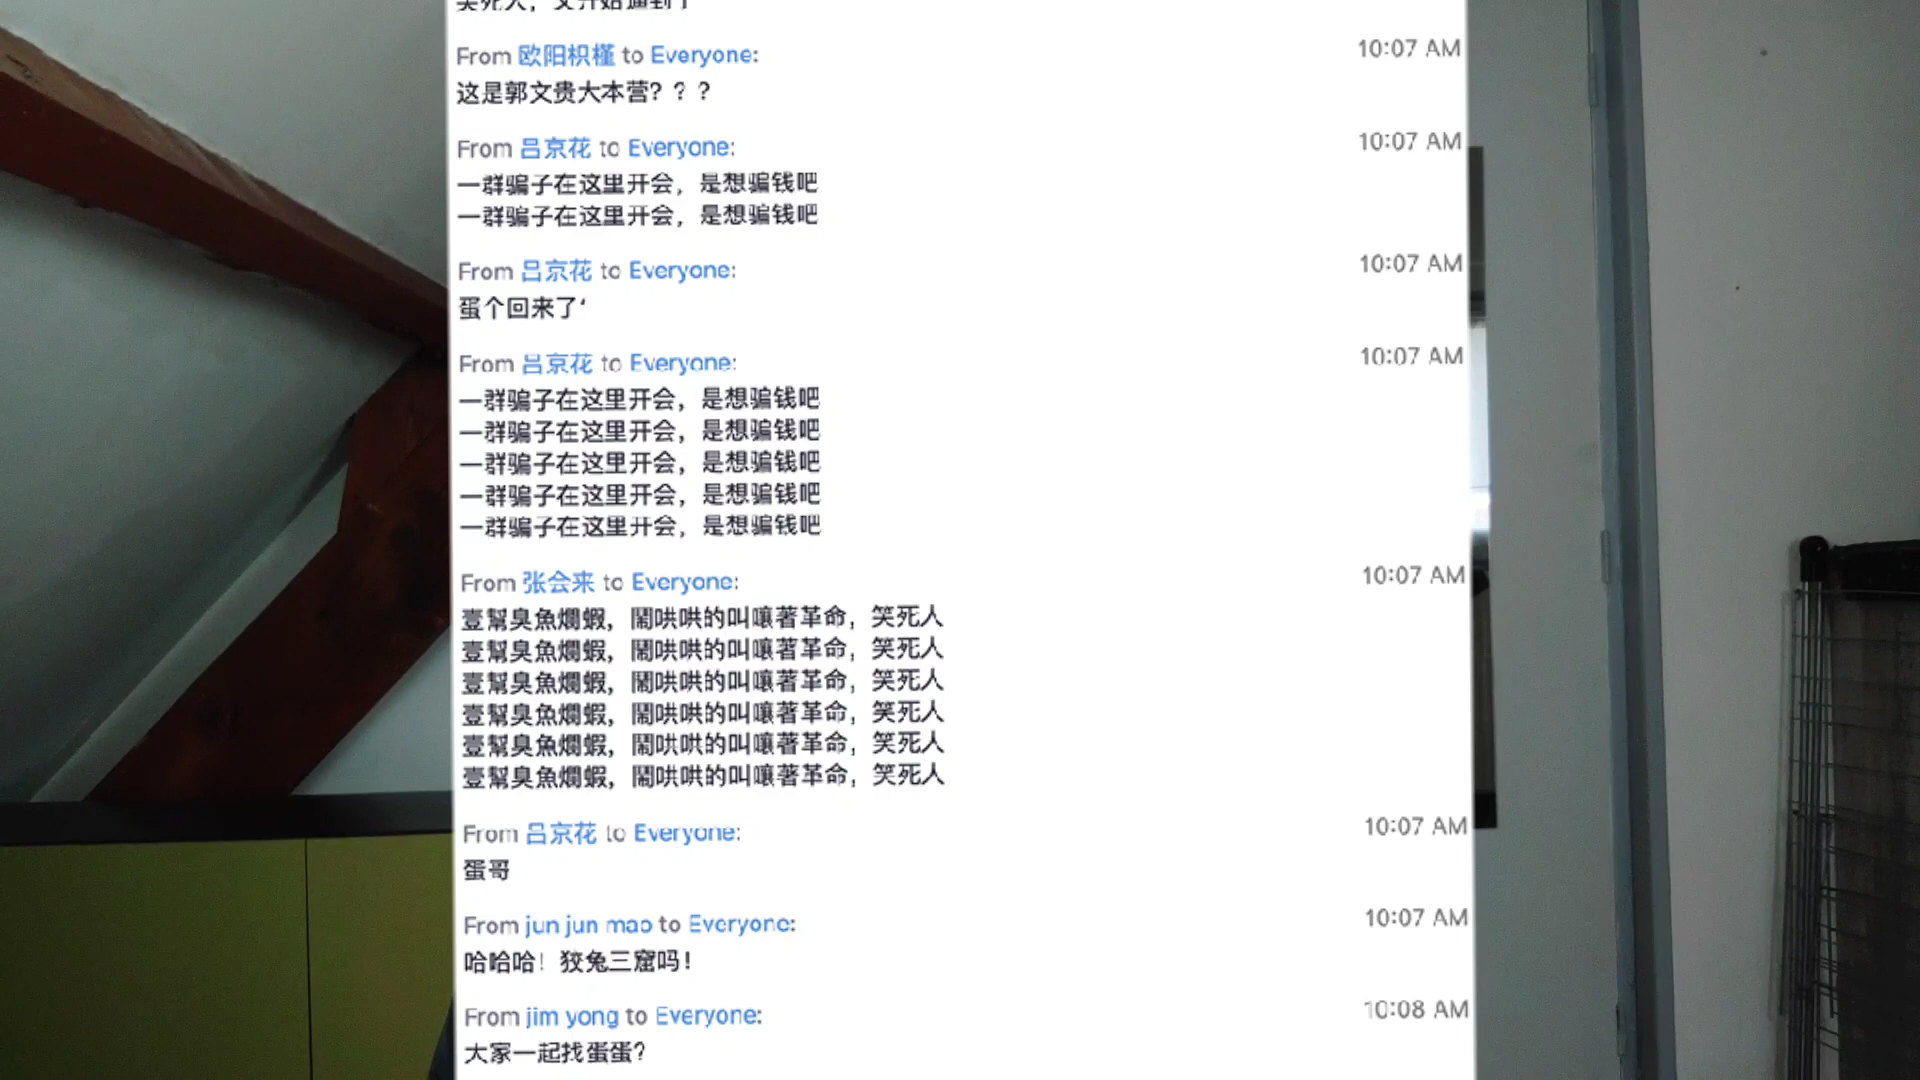 From 欧阳枳槿 to Everyone: 10:07 AM
这是郭文贵大本营？？？
From 吕京花 to Everyone: 10:07 AM
一群骗子在这里开会，是想骗钱吧
一群骗子在这里开会，是想骗钱吧
From 吕京花 to Everyone: 10:07 AM
蛋个回来了‘
From 吕京花 to Everyone: 10:07 AM
一群骗子在这里开会，是想骗钱吧
一群骗子在这里开会，是想骗钱吧
一群骗子在这里开会，是想骗钱吧
一群骗子在这里开会，是想骗钱吧
一群骗子在这里开会，是想骗钱吧
From 张会来 to Everyone: 10:07 AM
壹幫臭魚爛蝦，鬧哄哄的叫嚷著革命，笑死人
壹幫臭魚爛蝦，鬧哄哄的叫嚷著革命，笑死人
壹幫臭魚爛蝦，鬧哄哄的叫嚷著革命，笑死人
壹幫臭魚爛蝦，鬧哄哄的叫嚷著革命，笑死人
壹幫臭魚爛蝦，鬧哄哄的叫嚷著革命，笑死人
壹幫臭魚爛蝦，鬧哄哄的叫嚷著革命，笑死人
From 吕京花 to Everyone: 10:07 AM
蛋哥
From jun jun mao to Everyone: 10:07 AM
哈哈哈！狡兔三窟吗！
From jim yong to Everyone: 10:08 AM
大家一起找蛋蛋？